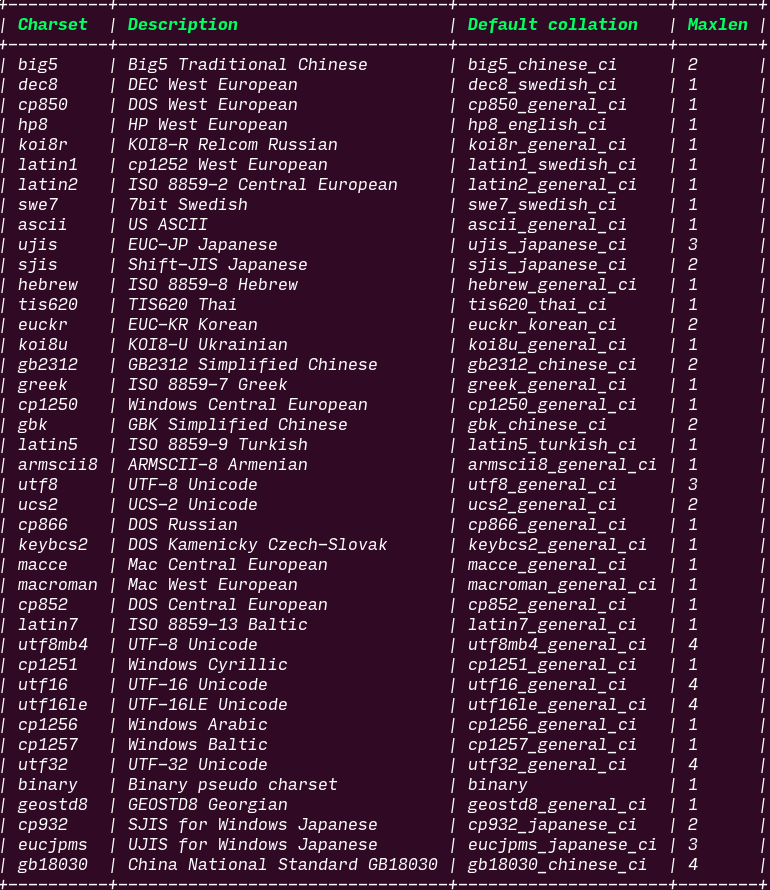 | Charset | Description | Default collation | Maxlen |
| big5 | Big5 Traditional Chinese | big5_chinese_ci | 2
| dec8 | DEC West European | dec8_swedish_ci | 1
| cp850 | DOS West European | cp850_general_ci | 1
| hp8 | HP West European | hp8_english_ci | 1
| koi8r | KOI8-R Relcom Russian | koi8r_general_ci | 1
| latin1 | cp1252 West European | latin1_swedish_ci | 1
| latin2 | ISO 8859-2 Central European | latin2_general_ci | 1
| swe7 | 7bit Swedish | swe7_swedish_ci | 1
| ascii | US ASCII | ascii_general_ci | 1
| ujis | EUC-JP Japanese | ujis_japanese_ci | 3
| sjis | Shift-JIS Japanese | sjis_japanese_ci | 2
| hebrew | ISO 8859-8 Hebrew | hebrew_general_ci | 1
| tis620 | TIS620 Thai | tis620_thai_ci | 1
| euckr | EUC-KR Korean | euckr_korean_ci | 2
| koi8u | KOI8-U Ukrainian | koi8u_general_ci | 1
| gb2312 | GB2312 Simplified Chinese | gb2312_chinese_ci | 2
| greek | ISO 8859-7 Greek | greek_general_ci | 1
| cp1250 | Windows Central European | cp1250_general_ci | 1
| gbk | GBK Simplified Chinese | gbk_chinese_ci | 2
| latin5 | ISO 8859-9 Turkish | latin5_turkish_ci | 1
| armscii8 | ARMSCII-8 Armenian | armscii8_general_ci | 1
| utf8 | UTF-8 Unicode | utf8_general_ci | 3
| ucs2 | UCS-2 Unicode | ucs2_general_ci | 2
| cp866 | DOS Russian | cp866_general_ci | 1
| keybcs2 | DOS Kamenicky Czech-Slovak | keybcs2_general_ci | 1
| macce | Mac Central European | macce_general_ci | 1
| macroman | Mac West European | macroman_general_ci | 1
| cp852 | DOS Central European | cp852_general_ci | 1
| latin7 | ISO 8859-13 Baltic | latin7_general_ci | 1
| utf8mb4 | UTF-8 Unicode | utf8mb4_general_ci | 4
| cp1251 | Windows Cyrillic | cp1251_general_ci | 1
| utf16 | UTF-16 Unicode | utf16_general_ci | 4
| utf16le | UTF-16LE Unicode | utf16le_general_ci | 4
| cp1256 | Windows Arabic | cp1256_general_ci | 1
| cp1257 | Windows Baltic | cp1257_general_ci | 1
| utf32 | UTF-32 Unicode | utf32_general_ci | 4
| binary | Binary pseudo charset | binary | 1
| geostd8 | GEOSTD8 Georgian | geostd8_general_ci | 1
| cp932 | SJIS for Windows Japanese | cp932_japanese_ci | 2
| eucjpms | UJIS for Windows Japanese | eucjpms_japanese_ci | 3
| gb18030 | China National Standard GB18030 | gb18030_chinese_ci | 4